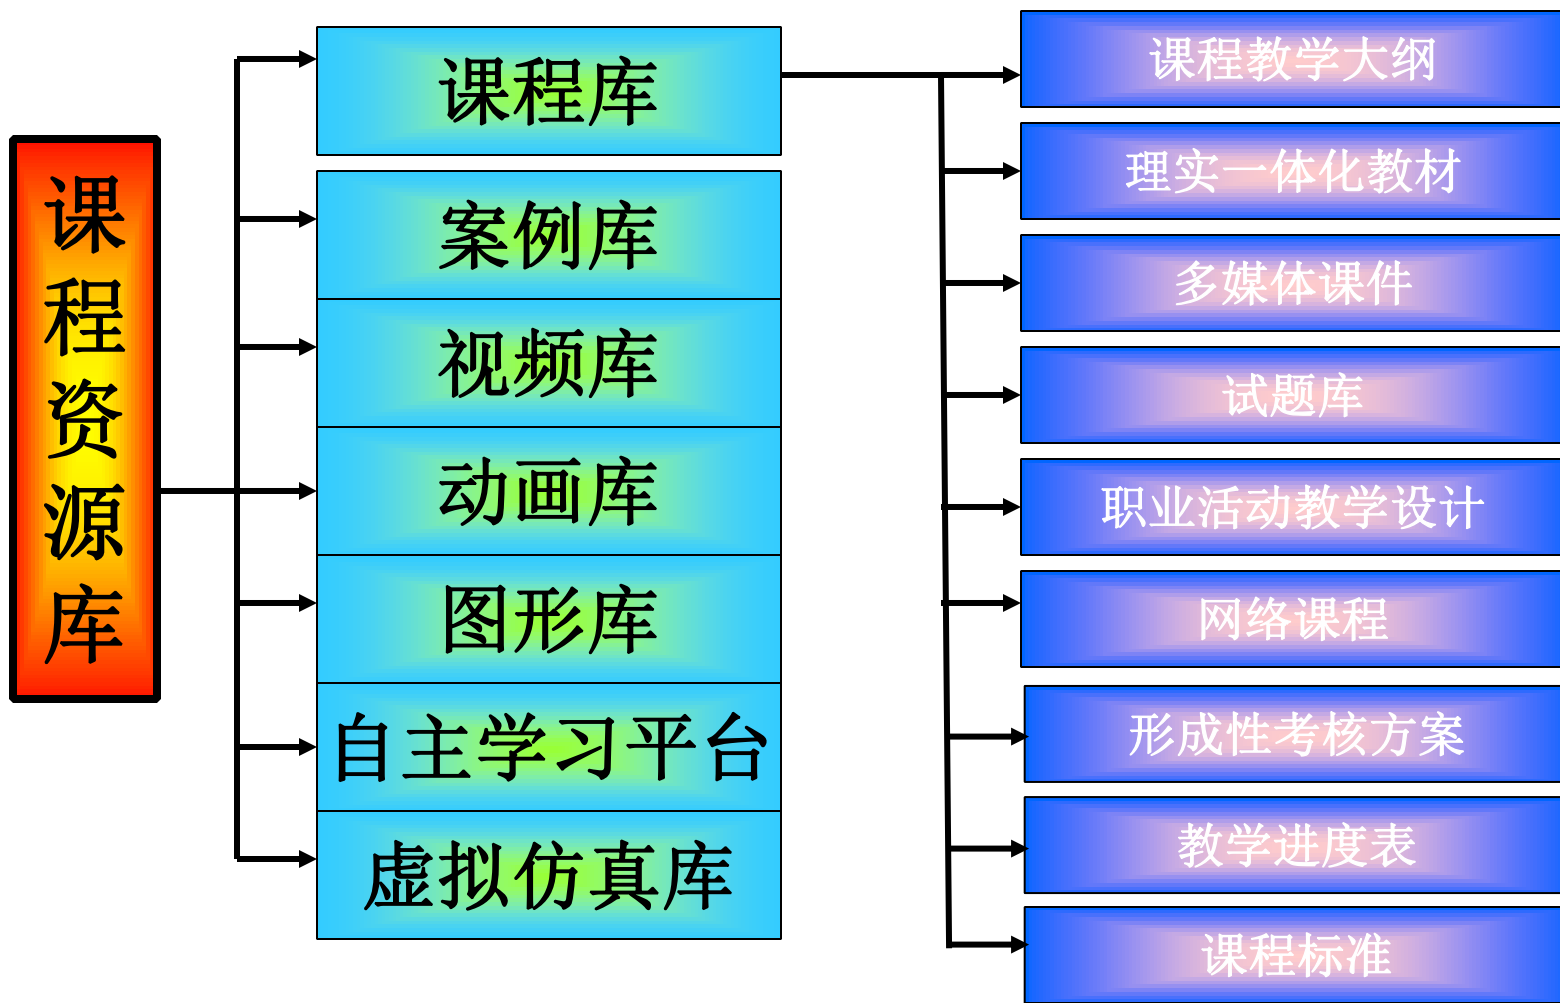 课程资源库
课程库
案例库
视频库
动画库
图形库
自主学习平台
虚拟仿真库
课程教学大纲
理实一体化教材
多媒体课件
试题库
职业活动教学设计
网络课程
形成性考核方案
教学进度表
课程标准